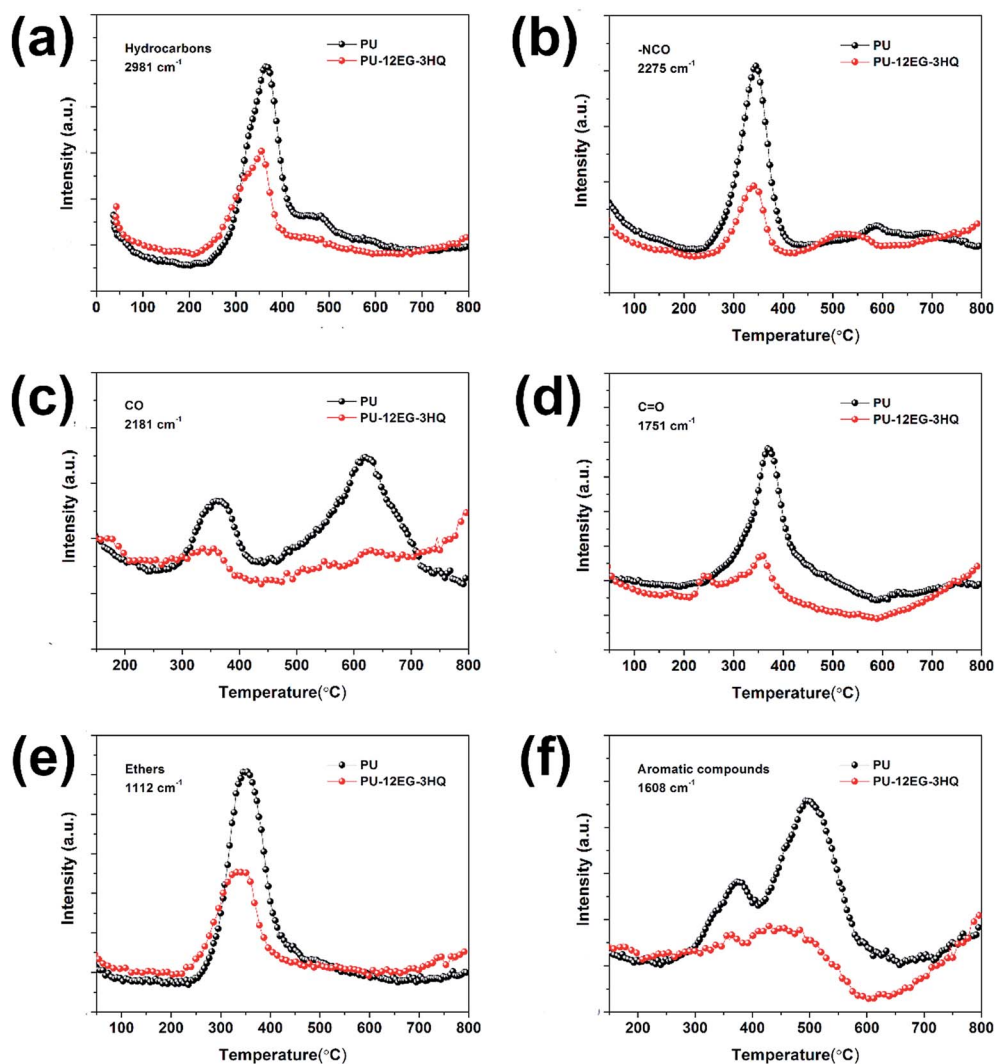 (a)
Hydrocarbons
2981 cm-1
PU
PU-12EG-3HQ
Intensity (a.u.)
0 100 200 300 400 500 600 700 800
Temperature(°C)
(b)
-NCO
2275 cm-1
PU
PU-12EG-3HQ
Intensity (a.u.)
100 200 300 400 500 600 700 800
Temperature(°C)
(c)
CO
2181 cm-1
PU
PU-12EG-3HQ
Intensity (a.u.)
200 300 400 500 600 700 800
Temperature(°C)
(d)
C=O
1751 cm-1
PU
PU-12EG-3HQ
Intensity (a.u.)
100 200 300 400 500 600 700 800
Temperature(°C)
(e)
Ethers
1112 cm-1
PU
PU-12EG-3HQ
Intensity (a.u.)
100 200 300 400 500 600 700 800
Temperature(°C)
(f)
Aromatic compounds
1608 cm-1
PU
PU-12EG-3HQ
Intensity (a.u.)
200 300 400 500 600 700 800
Temperature(°C)